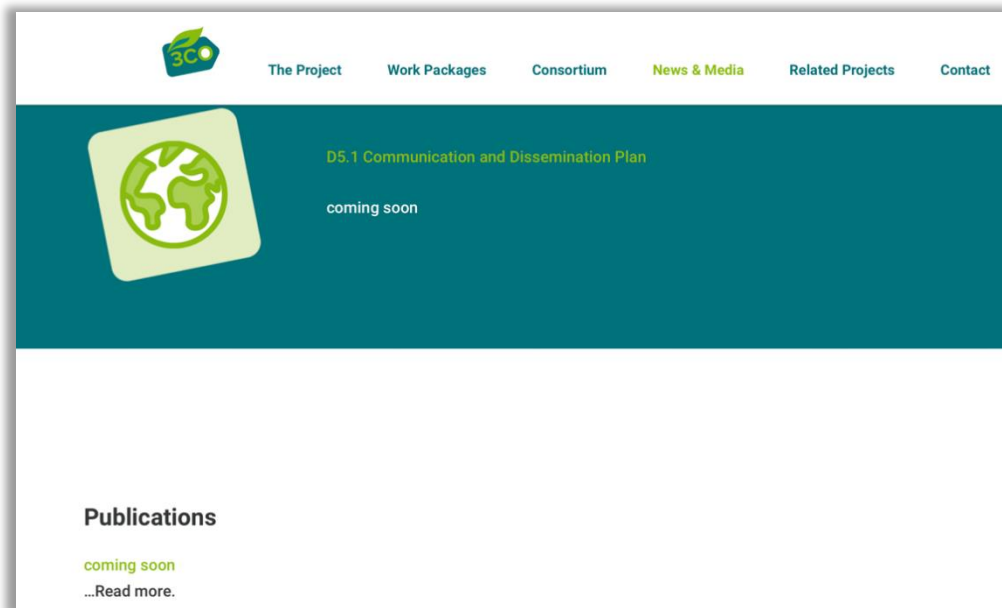 3CO
The Project Work Packages Consortium News & Media Related Projects Contact
D5.1 Communication and Dissemination Plan
coming soon
Publications
coming soon
...Read more.